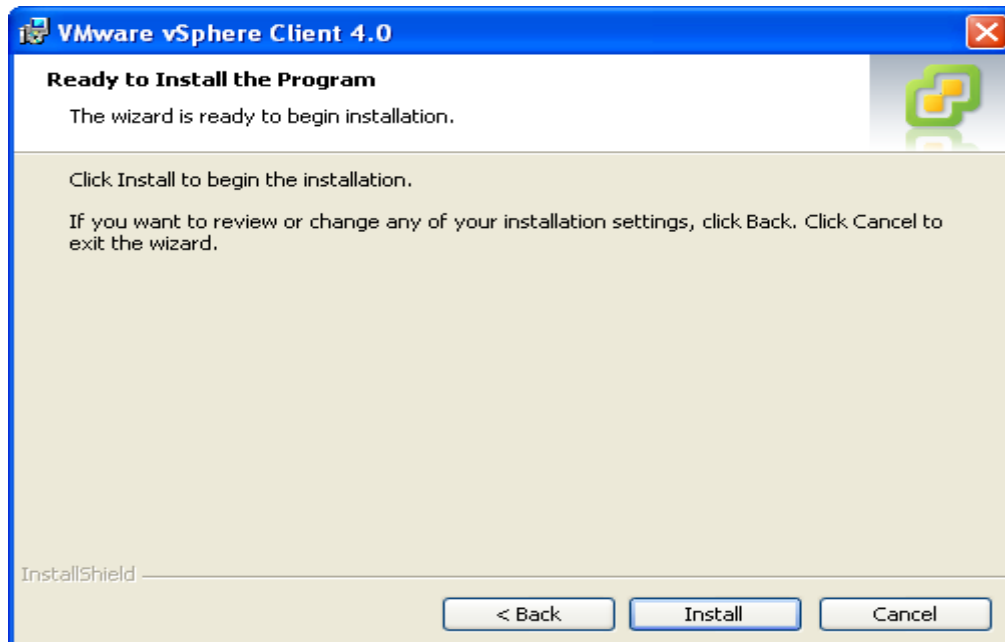 VMware vSphere Client 4.0
Ready to Install the Program
The wizard is ready to begin installation.
Click Install to begin the installation.
If you want to review or change any of your installation settings, click Back. Click Cancel to
exit the wizard.
InstallShield
< Back
Install
Cancel